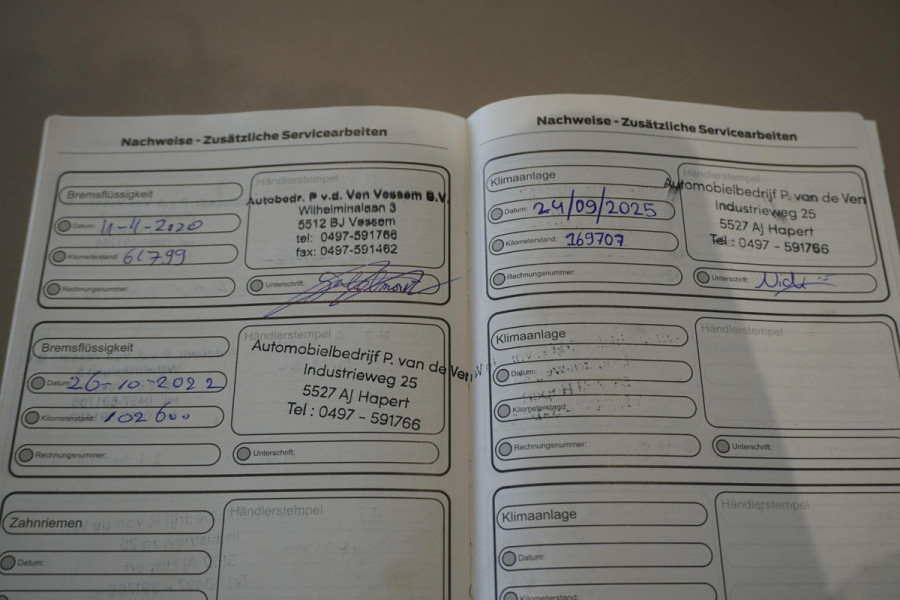 Nachweise - Zusätzliche Servicearbeiten
Bremsflüssigkeit
Händlerstempel
Autobedr. P v.d. Ven Vessem B.V.
Wilhelminalaan 3
5512 BJ Vessem
tel: 0497-591766
fax: 0497-591462
Datum: 4-4-2020
Kilometerstand: 61799
Rechnungsnummer:
Unterschrift:
Bremsflüssigkeit
Händlerstempel
Automobielbedrijf P. van de Ven
Industrieweg 25
5527 AJ Hapert
Tel : 0497 - 591766
Datum: 26-10-2022
Kilometerstand: 102600
Rechnungsnummer:
Unterschrift:
Zahnriemen
Händlerstempel
Datum:
Nachweise - Zusätzliche Servicearbeiten
Klimaanlage
Händlerstempel
Automobielbedrijf P. van de Ven
Industrieweg 25
5527 AJ Hapert
Tel : 0497 - 591766
Datum: 24/09/2025
Kilometerstand: 169707
Rechnungsnummer:
Unterschrift:
Klimaanlage
Händlerstempel
Datum:
Kilometerstand:
Rechnungsnummer:
Unterschrift:
Klimaanlage
Händlerstempel
Datum:
Kilometerstand: